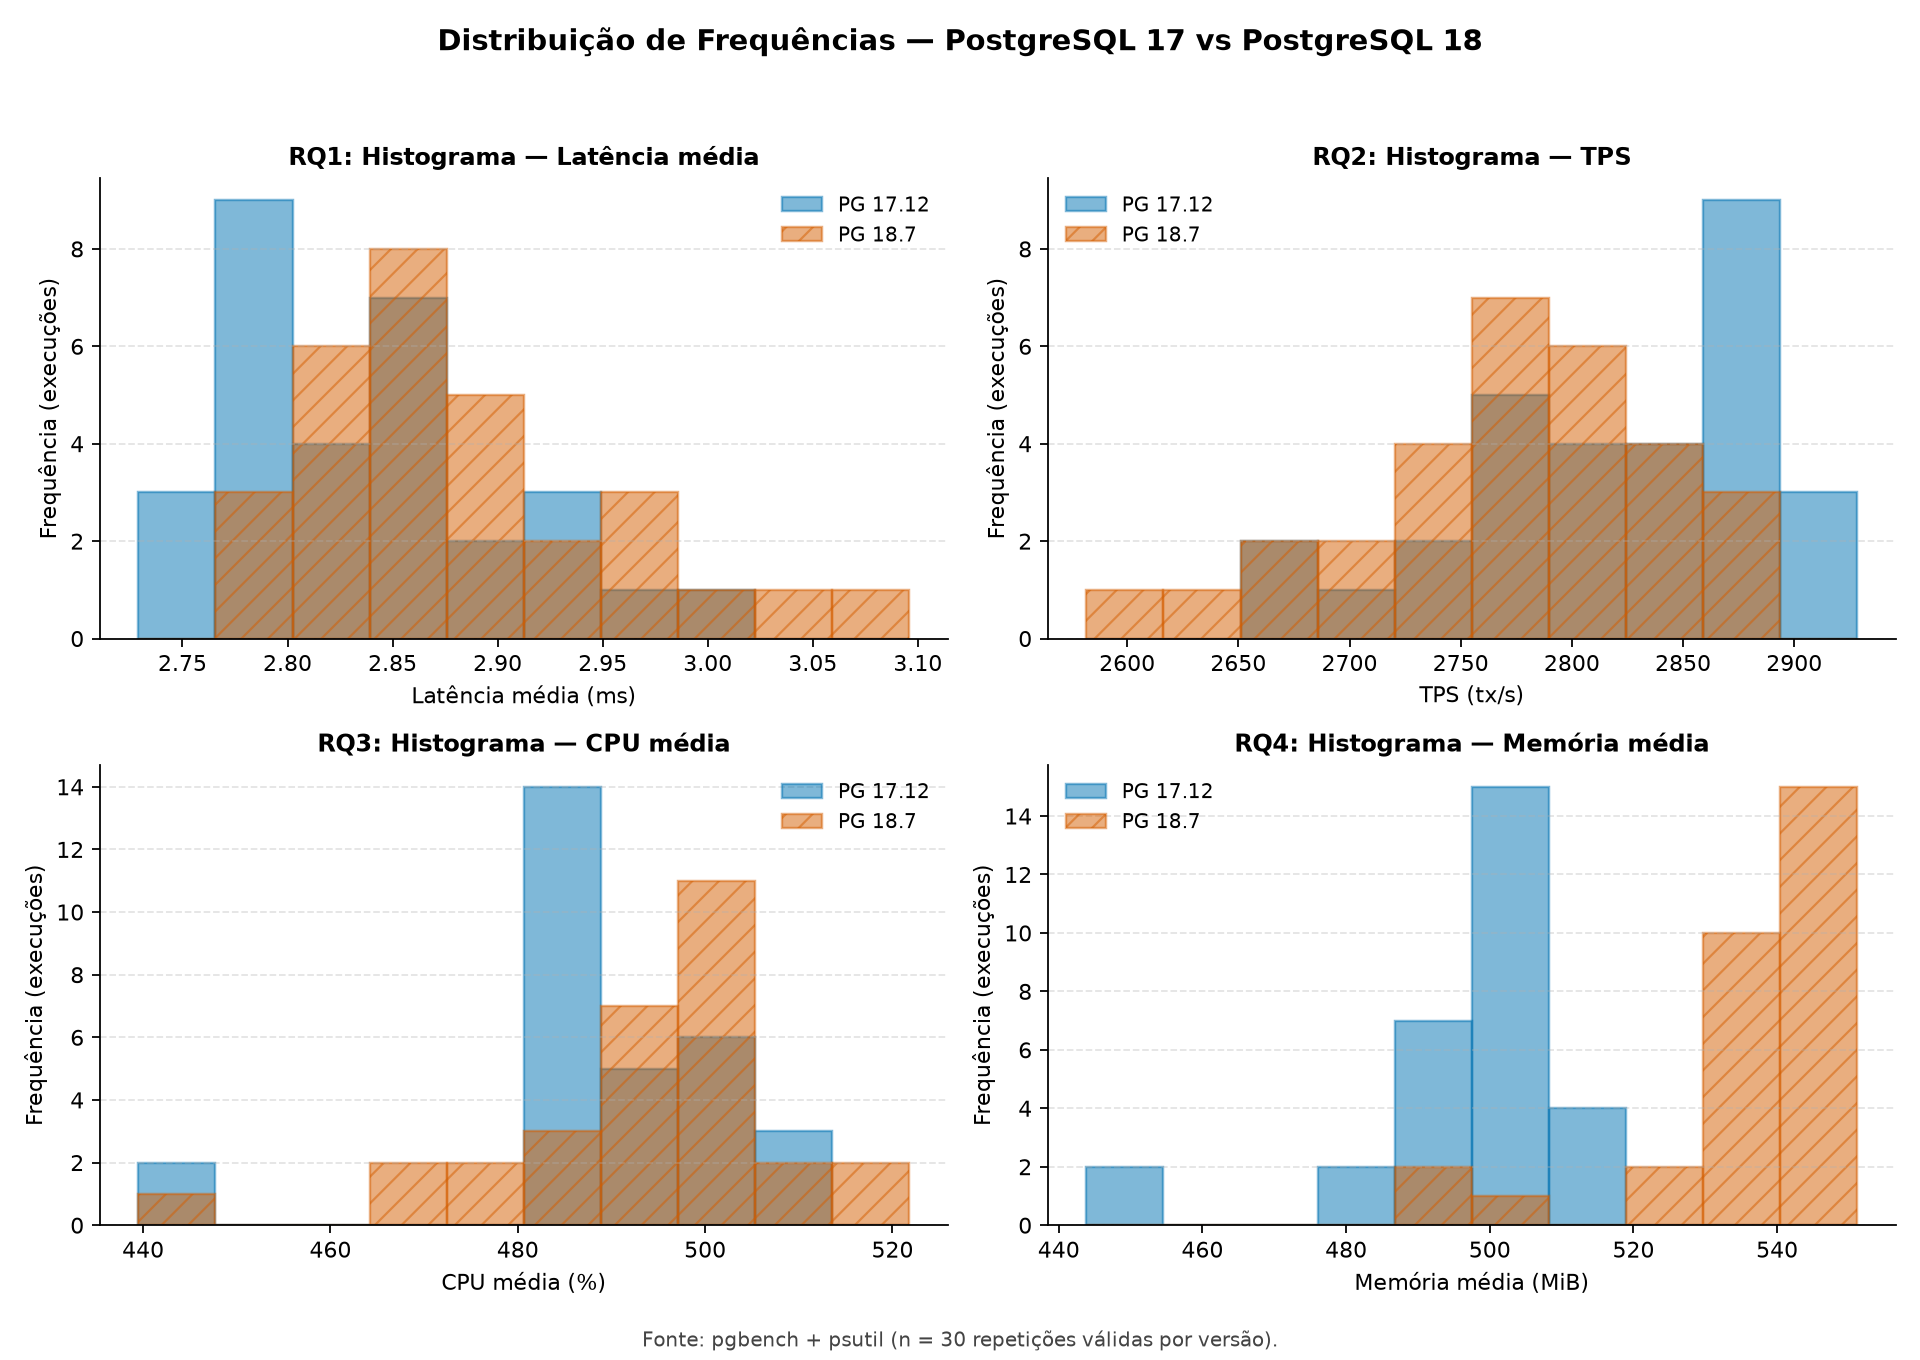 Distribuição de Frequências — PostgreSQL 17 vs PostgreSQL 18
RQ1: Histograma — Latência média
PG 17.12
PG 18.7
Frequência (execuções)
8
6
4
2
0
2.75 2.80 2.85 2.90 2.95 3.00 3.05 3.10
Latência média (ms)
RQ2: Histograma — TPS
PG 17.12
PG 18.7
Frequência (execuções)
8
6
4
2
0
2600 2650 2700 2750 2800 2850 2900
TPS (tx/s)
RQ3: Histograma — CPU média
PG 17.12
PG 18.7
Frequência (execuções)
14
12
10
8
6
4
2
0
440 460 480 500 520
CPU média (%)
RQ4: Histograma — Memória média
PG 17.12
PG 18.7
Frequência (execuções)
14
12
10
8
6
4
2
0
440 460 480 500 520 540
Memória média (MiB)
Fonte: pgbench + psutil (n = 30 repetições válidas por versão).